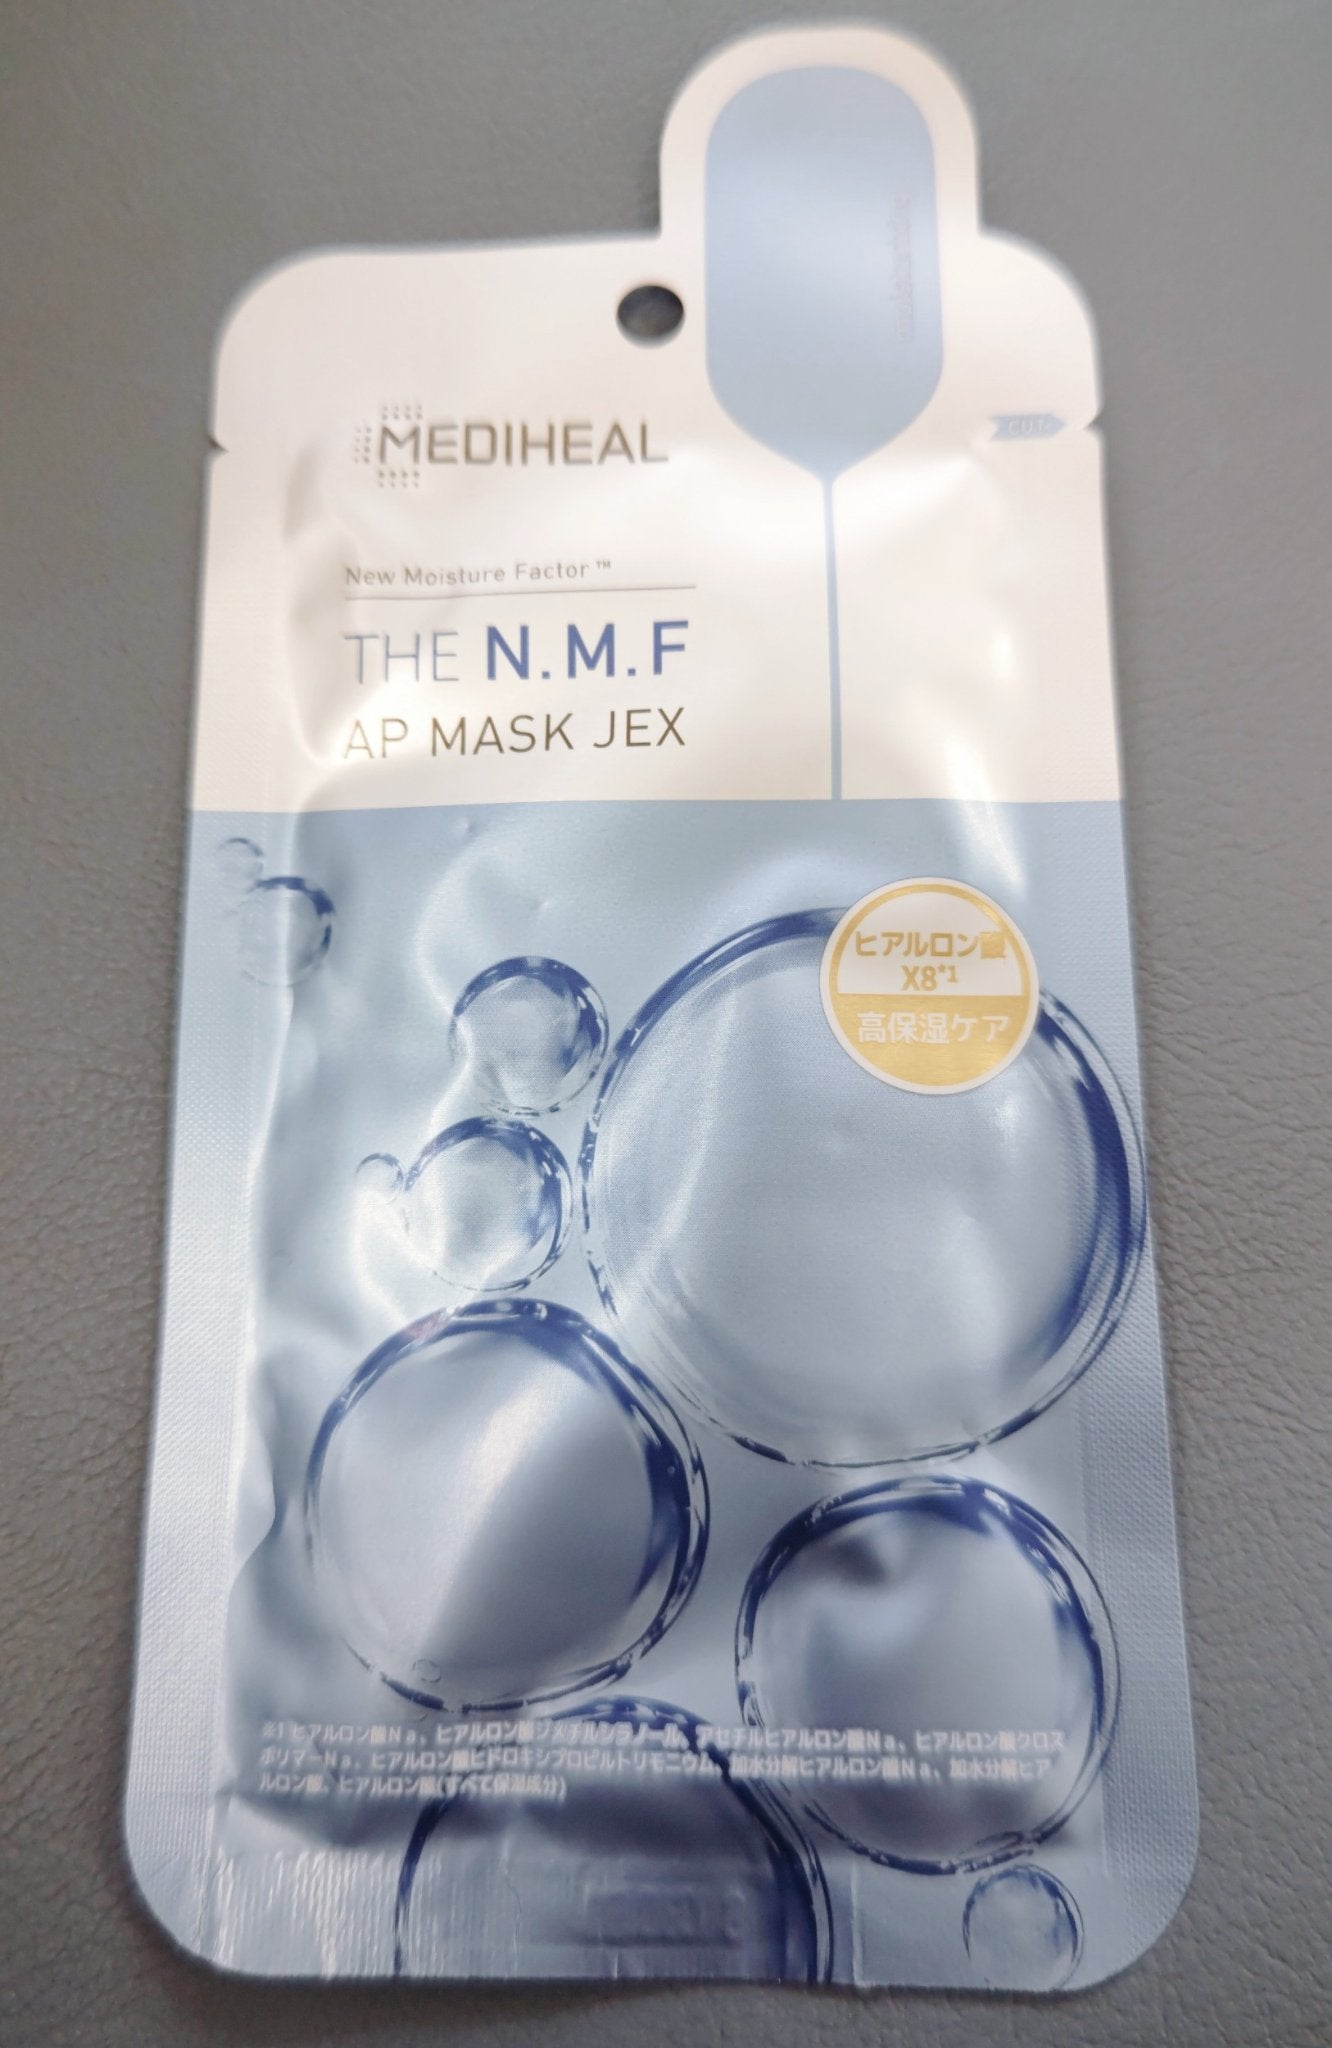 MEDIHEAL
CUT
New Moisture Factor™
THE N.M.F
AP MASK JEX
ヒアルロン酸
X8*1
高保湿ケア
※1 ヒアルロン酸Na、ヒアルロン酸ジメチルシラノール、アセチルヒアルロン酸Na、ヒアルロン酸クロス
ポリマーNa、ヒアルロン酸ヒドロキシプロピルトリモニウム、加水分解ヒアルロン酸Na、加水分解ヒア
ルロン酸、ヒアルロン酸(すべて保湿成分)